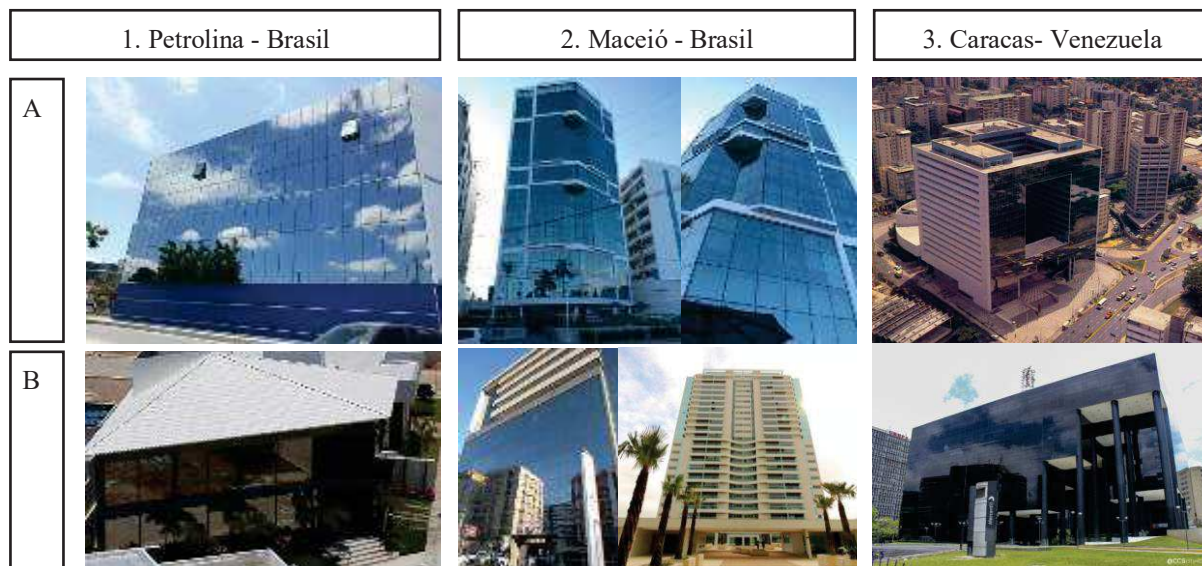 1. Petrolina - Brasil
2. Maceió - Brasil
3. Caracas- Venezuela
A
B